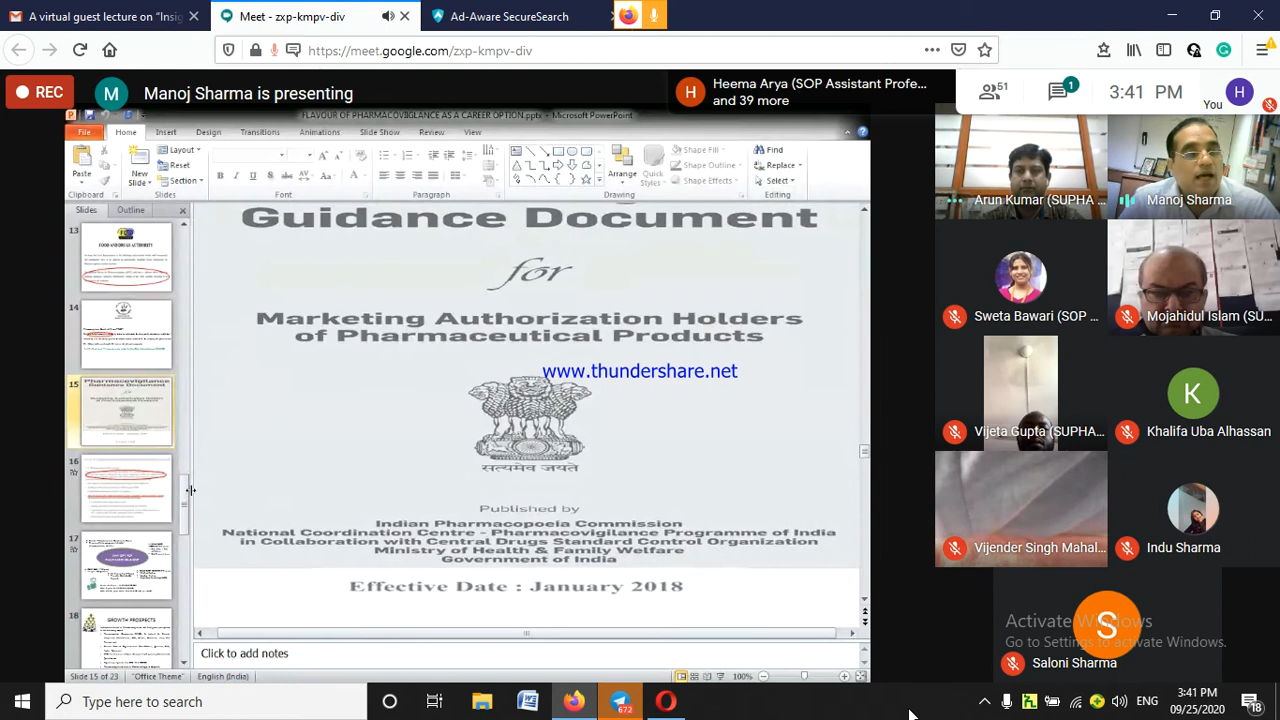 A virtual guest lecture on “Insig
Meet - zxp-kmpv-div
Ad-Aware SecureSearch
https://meet.google.com/zxp-kmpv-div
REC
M
Manoj Sharma is presenting
H
Heema Arya (SOP Assistant Profe...
and 39 more
51
1
3:41 PM
You
H
FLAVOUR OF PHARMACOVIGILANCE AS A CAREER OPTION.pptx - Microsoft PowerPoint
File
Home
Insert
Design
Transitions
Animations
Slide Show
Review
View
Paste
New
Slide
Layout
Reset
Section
Arrange
Quick
Styles
Shape Fill
Shape Outline
Shape Effects
Find
Replace
Select
Clipboard
Slides
Font
Paragraph
Drawing
Editing
Slides
Outline
13
FOOD AND DRUGS AUTHORITY
14
15
Pharmacovigilance
Guidance Document
16
17
18
GROWTH PROSPECTS
Guidance Document
for
Marketing Authorization Holders
of Pharmaceutical Products
www.thundershare.net
सत्यमेव जयते
Published by
Indian Pharmacopoeia Commission
National Coordination Centre - Pharmacovigilance Programme of India
in Collaboration with Central Drugs Standard Control Organization
Ministry of Health & Family Welfare
Government of India
Effective Date : January 2018
Click to add notes
Slide 15 of 23
"Office Theme"
English (India)
100%
Arun Kumar (SUPHA ...
Manoj Sharma
Sweta Bawari (SOP ...
Mojahidul Islam (SU...
Vijeta Gupta (SUPHA...
K
Khalifa Uba Alhassan
Vijender Singh Mahal...
Indu Sharma
S
Saloni Sharma
Activate Windows
Go to Settings to activate Windows.
Type here to search
672
ENG
3:41 PM
09/25/2020
18